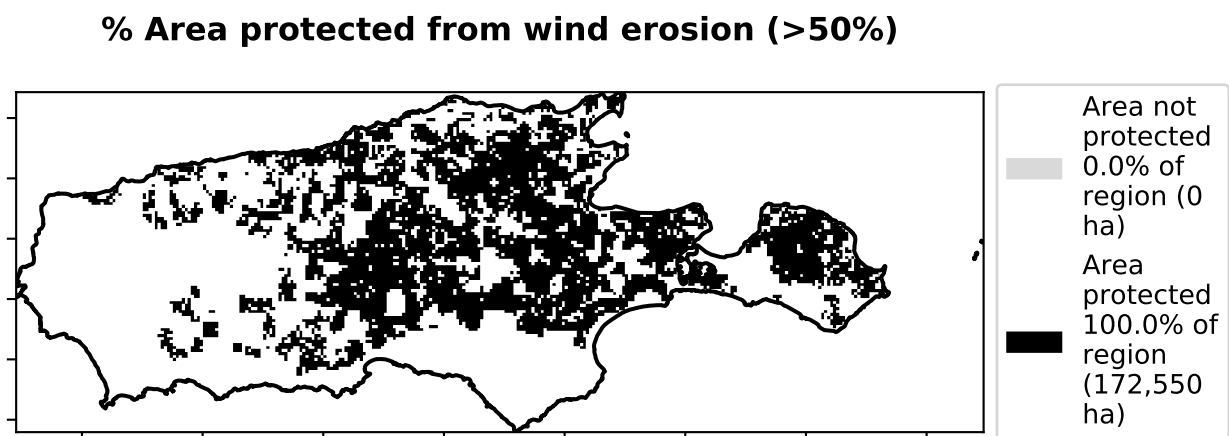 % Area protected from wind erosion (>50%)
Area not
protected
0.0% of
region (0
ha)
Area
protected
100.0% of
region
(172,550
ha)